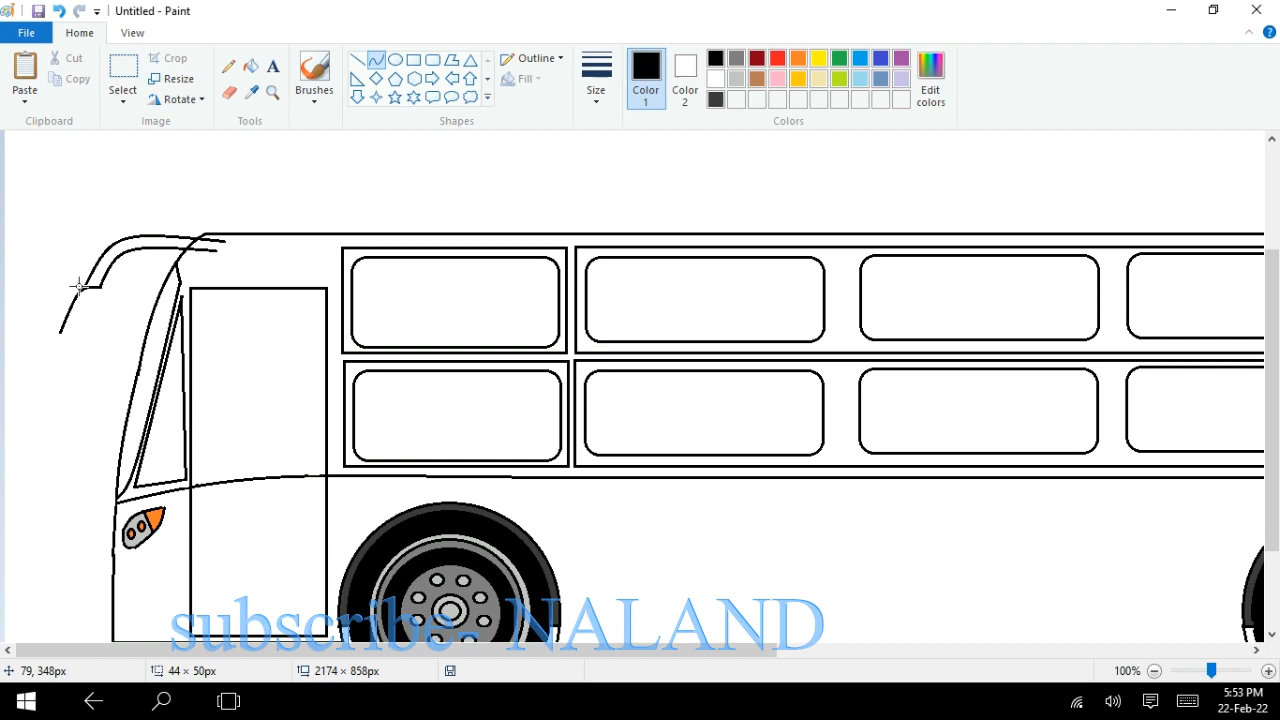 Untitled - Paint
File
Home
View
Paste
Cut
Copy
Clipboard
Select
Crop
Resize
Rotate
Image
A
Tools
Brushes
Outline
Fill
Shapes
Size
Color
1
Color
2
Edit
colors
Colors
subscribe- NALAND
79, 348px
44 × 50px
2174 × 858px
100%
5:53 PM
22-Feb-22